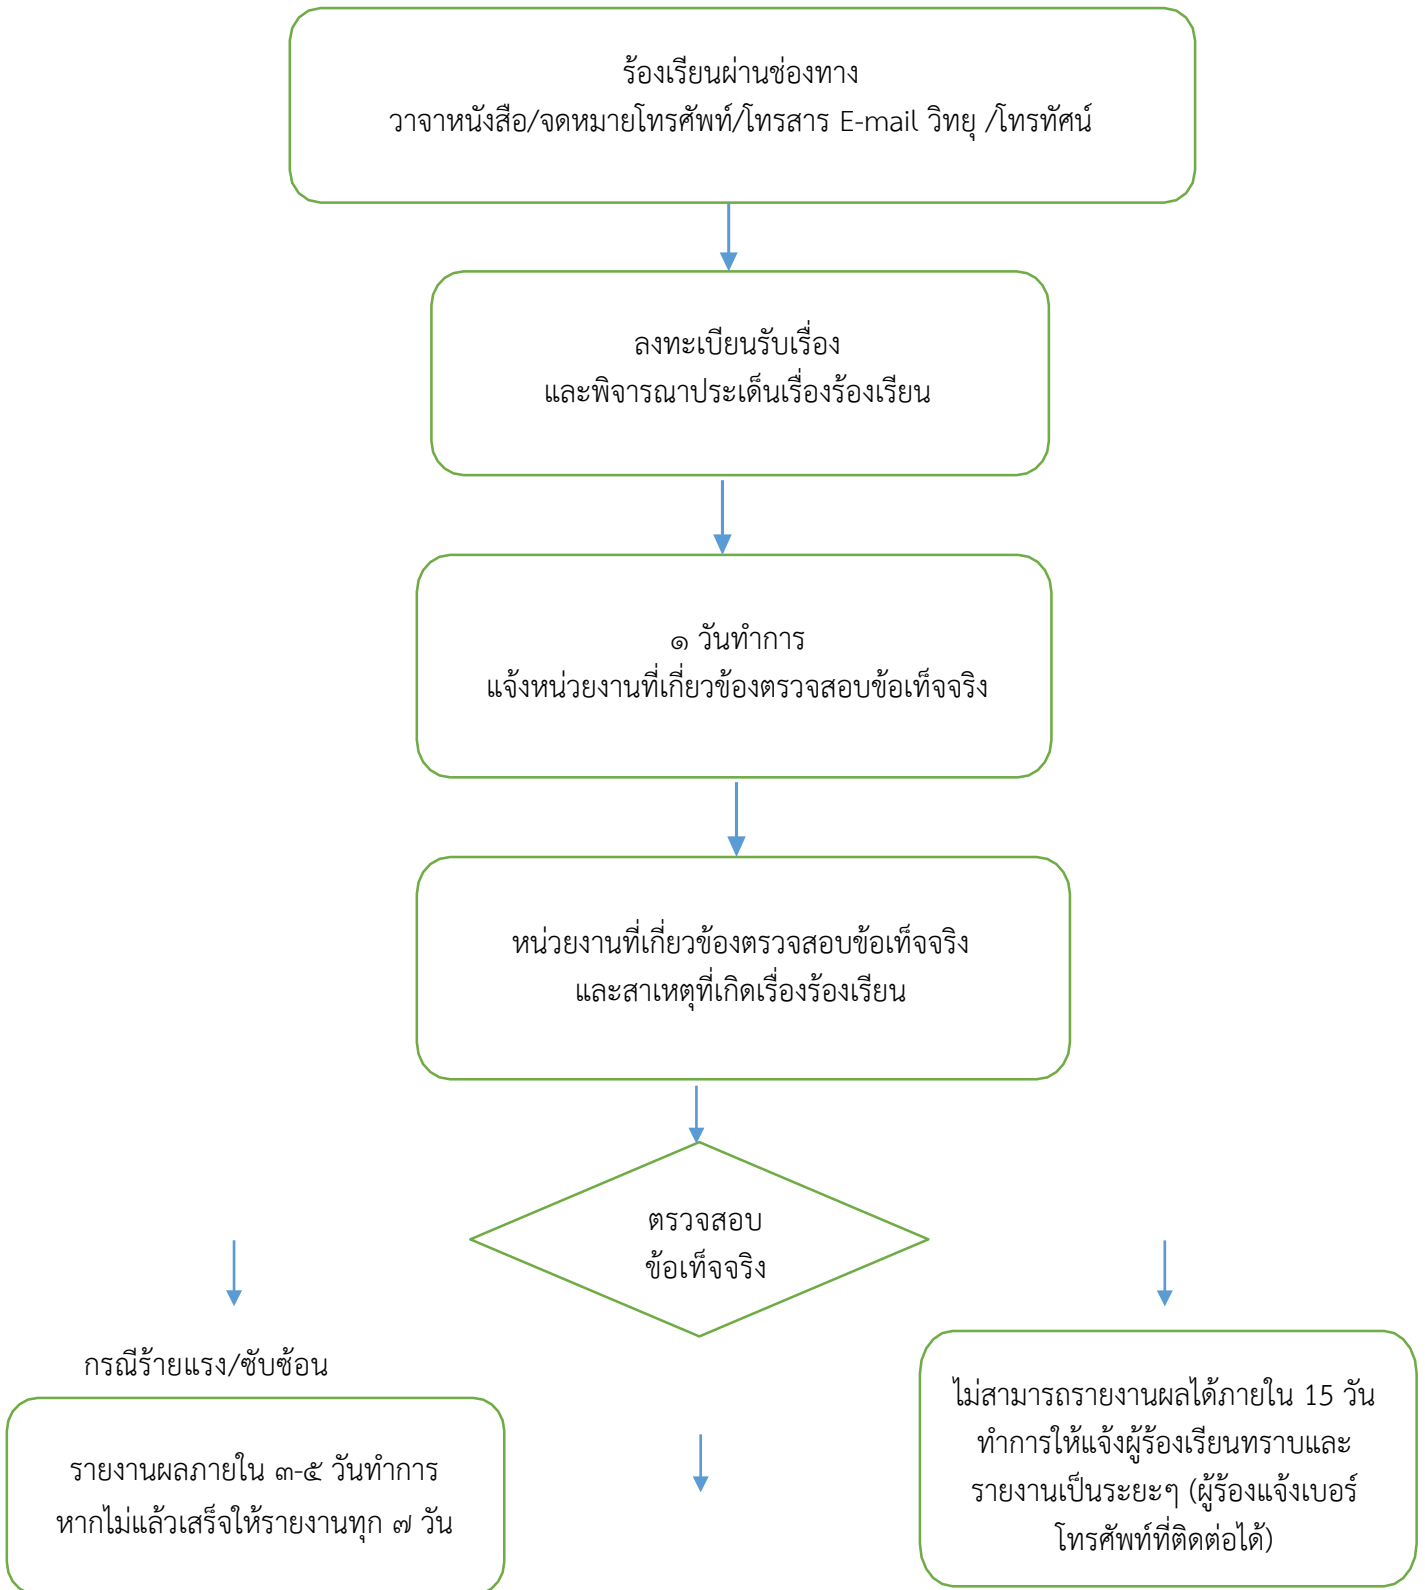 ร้องเรียนผ่านช่องทาง
วาจาหนังสือ/จดหมายโทรศัพท์/โทรสาร E-mail วิทยุ /โทรทัศน์
ลงทะเบียนรับเรื่อง
และพิจารณาประเด็นเรื่องร้องเรียน
๑ วันทำการ
แจ้งหน่วยงานที่เกี่ยวข้องตรวจสอบข้อเท็จจริง
หน่วยงานที่เกี่ยวข้องตรวจสอบข้อเท็จจริง
และสาเหตุที่เกิดเรื่องร้องเรียน
ตรวจสอบ
ข้อเท็จจริง
กรณีร้ายแรง/ซับซ้อน
รายงานผลภายใน ๓-๕ วันทำการ
หากไม่แล้วเสร็จให้รายงานทุก ๗ วัน
ไม่สามารถรายงานผลได้ภายใน 15 วัน
ทำการให้แจ้งผู้ร้องเรียนทราบและ
รายงานเป็นระยะๆ (ผู้ร้องแจ้งเบอร์
โทรศัพท์ที่ติดต่อได้)